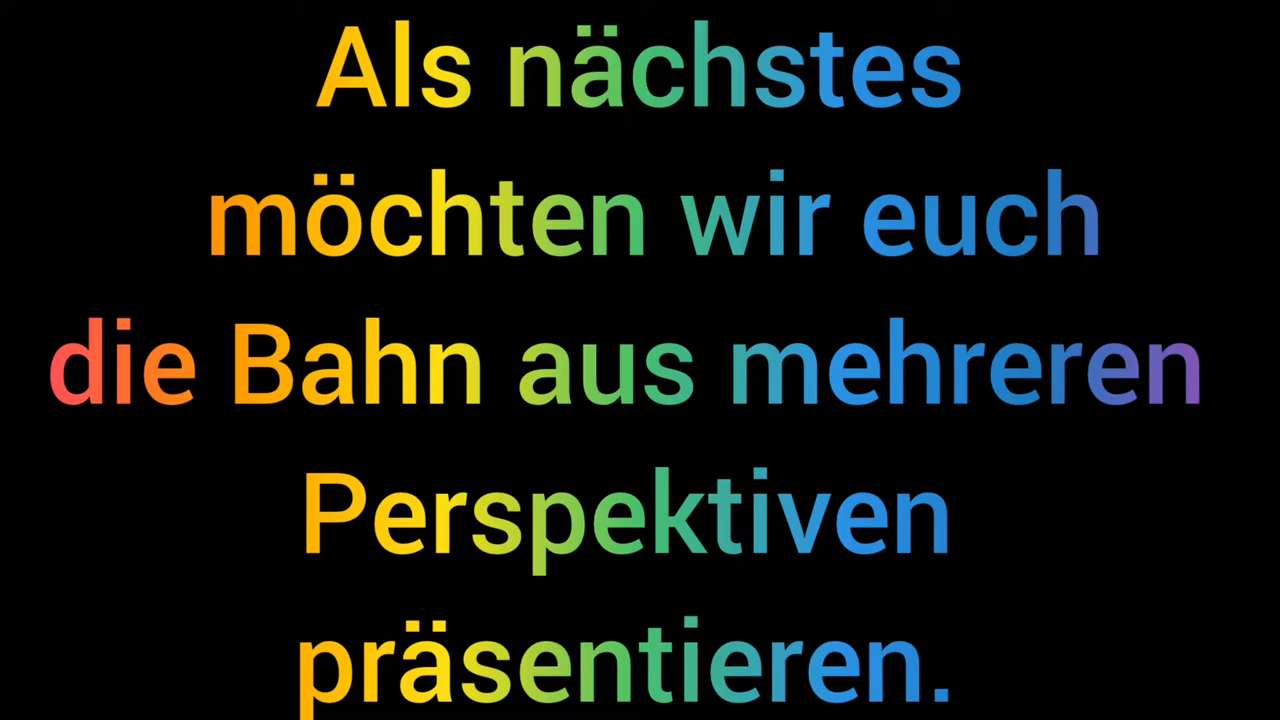 Als nächstes
möchten wir euch
die Bahn aus mehreren
Perspektiven
präsentieren.